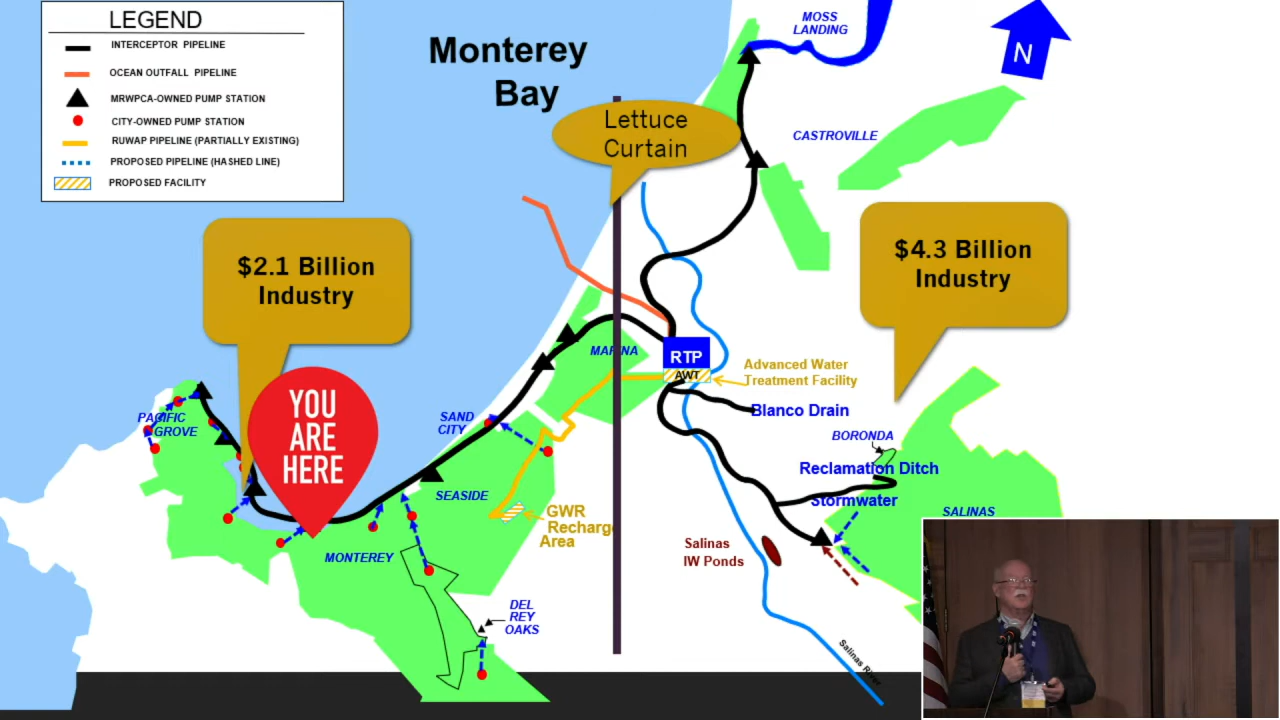 LEGEND
INTERCEPTOR PIPELINE
OCEAN OUTFALL PIPELINE
MRWPCA-OWNED PUMP STATION
CITY-OWNED PUMP STATION
RUWAP PIPELINE (PARTIALLY EXISTING)
PROPOSED PIPELINE (HASHED LINE)
PROPOSED FACILITY
Monterey
Bay
MOSS
LANDING
N
Lettuce
Curtain
CASTROVILLE
$2.1 Billion
Industry
$4.3 Billion
Industry
MARINA
RTP
AWT
Advanced Water
Treatment Facility
Blanco Drain
YOU
ARE
HERE
PACIFIC
GROVE
SAND
CITY
BORONDA
Reclamation Ditch
Stormwater
SEASIDE
GWR
Recharg
Area
SALINAS
MONTEREY
Salinas
IW Ponds
DEL
REY
OAKS
Salinas River